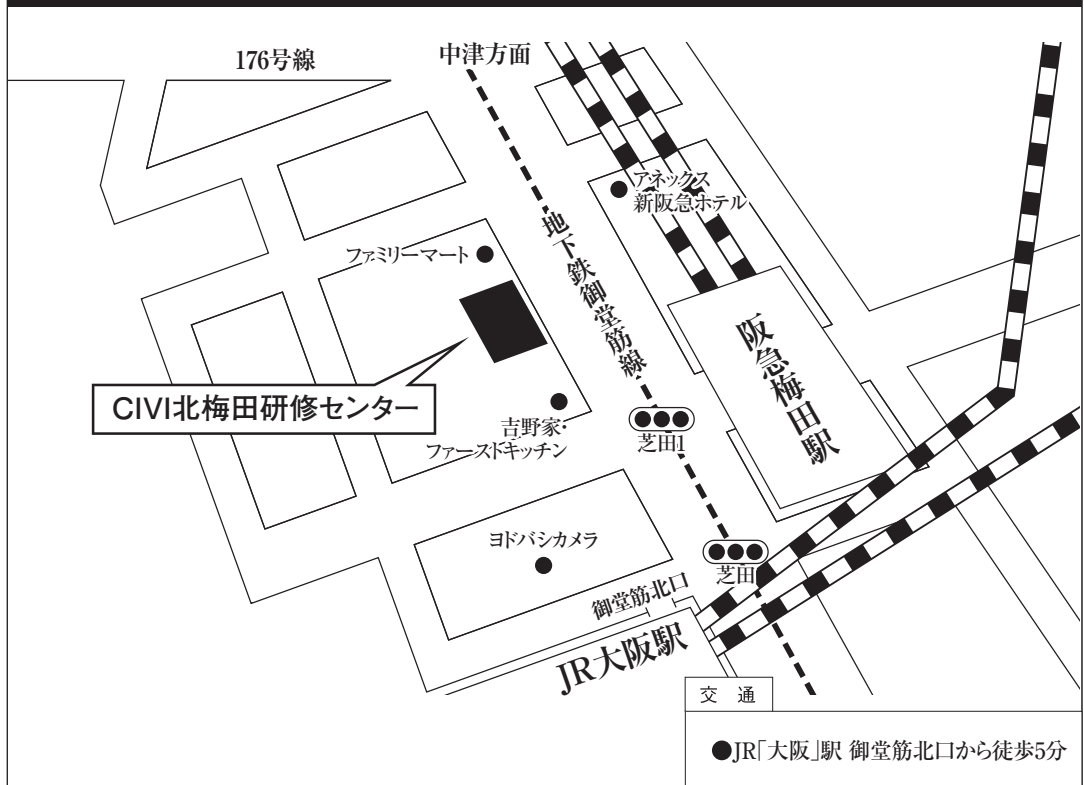 176号線
中津方面
アネックス
新阪急ホテル
ファミリーマート
地下鉄御堂筋線
阪急梅田駅
CIVI北梅田研修センター
吉野家・
ファーストキッチン
芝田1
ヨドバシカメラ
芝田
御堂筋北口
JR大阪駅
交 通
●JR「大阪」駅 御堂筋北口から徒歩5分